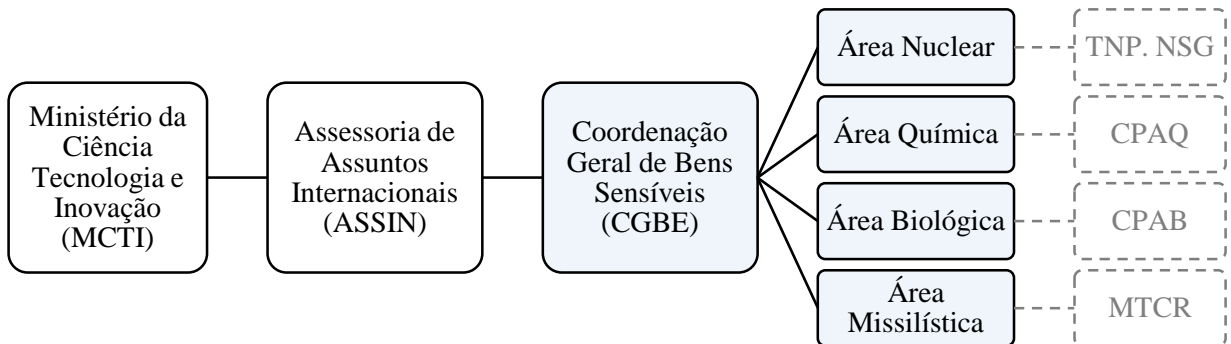 Ministério da
Ciência
Tecnologia e
Inovação
(MCTI)
Assessoria de
Assuntos
Internacionais
(ASSIN)
Coordenação
Geral de Bens
Sensíveis
(CGBE)
Área Nuclear
TNP. NSG
Área Química
CPAQ
Área Biológica
CPAB
Área
Missilística
MTCR